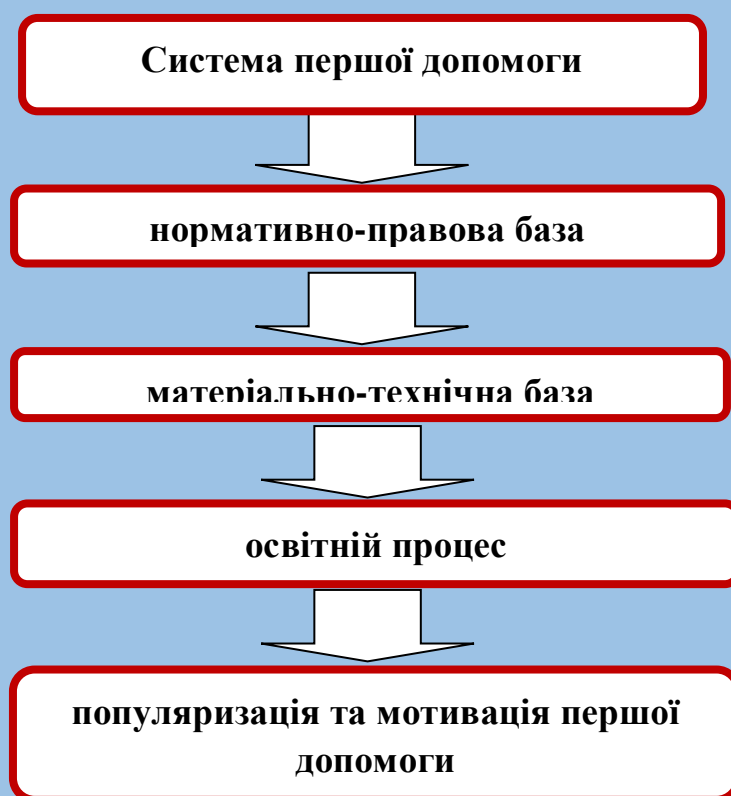 Система першої допомоги
нормативно-правова база
матеріально-технічна база
освітній процес
популяризація та мотивація першої
допомоги